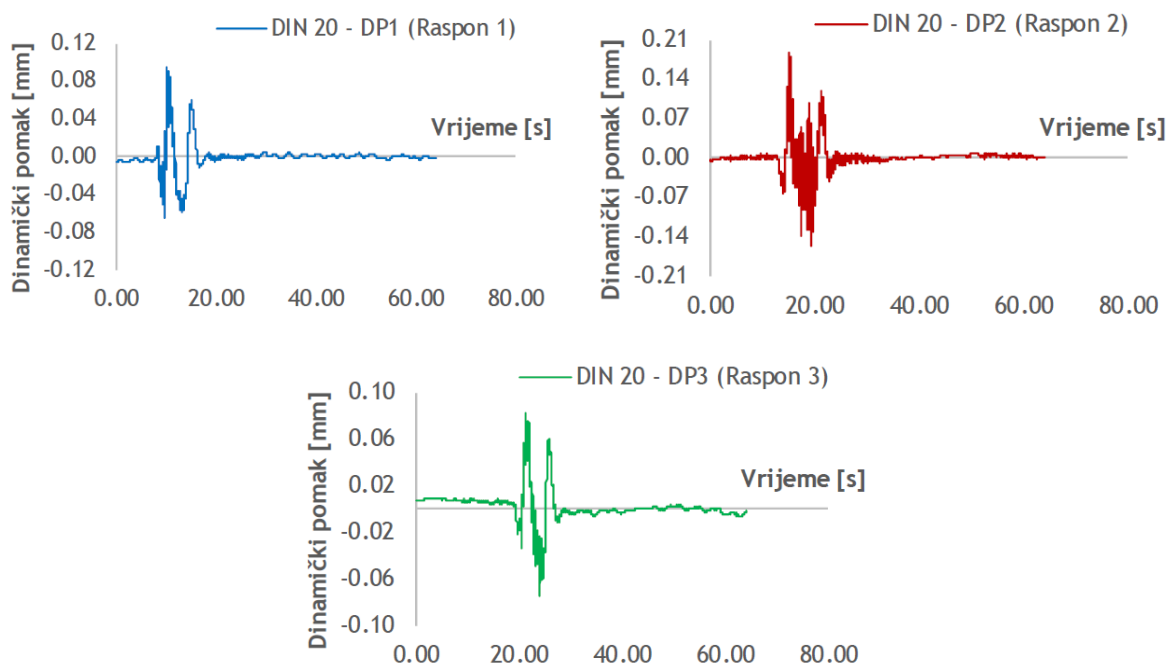 DIN 20 - DP1 (Raspon 1)
Dinamički pomak [mm]
0.12
0.08
0.04
0.00
-0.04
-0.08
-0.12
Vrijeme [s]
0.00 20.00 40.00 60.00 80.00
DIN 20 - DP2 (Raspon 2)
Dinamički pomak [mm]
0.21
0.14
0.07
0.00
-0.07
-0.14
-0.21
Vrijeme [s]
0.00 20.00 40.00 60.00 80.00
DIN 20 - DP3 (Raspon 3)
Dinamički pomak [mm]
0.10
0.06
0.02
-0.02
-0.06
-0.10
Vrijeme [s]
0.00 20.00 40.00 60.00 80.00